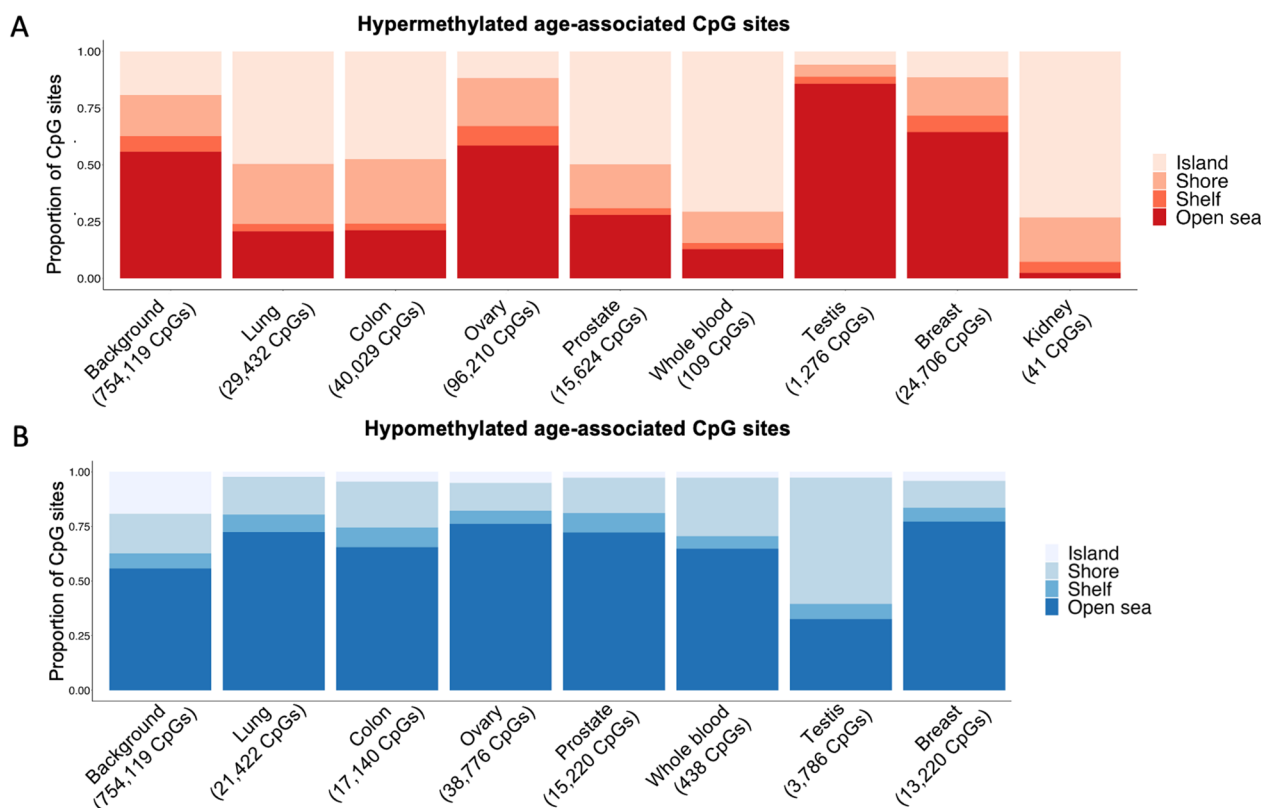 A
Hypermethylated age-associated CpG sites
Proportion of CpG sites
1.00
0.75
0.50
0.25
0.00
Background
(754,119 CpGs)
Lung
(29,432 CpGs)
Colon
(40,029 CpGs)
Ovary
(96,210 CpGs)
Prostate
(15,624 CpGs)
Whole blood
(109 CpGs)
Testis
(1,276 CpGs)
Breast
(24,706 CpGs)
Kidney
(41 CpGs)
Island
Shore
Shelf
Open sea
B
Hypomethylated age-associated CpG sites
Proportion of CpG sites
1.00
0.75
0.50
0.25
0.00
Background
(754,119 CpGs)
Lung
(21,422 CpGs)
Colon
(17,140 CpGs)
Ovary
(38,776 CpGs)
Prostate
(15,220 CpGs)
Whole blood
(438 CpGs)
Testis
(3,786 CpGs)
Breast
(13,220 CpGs)
Island
Shore
Shelf
Open sea